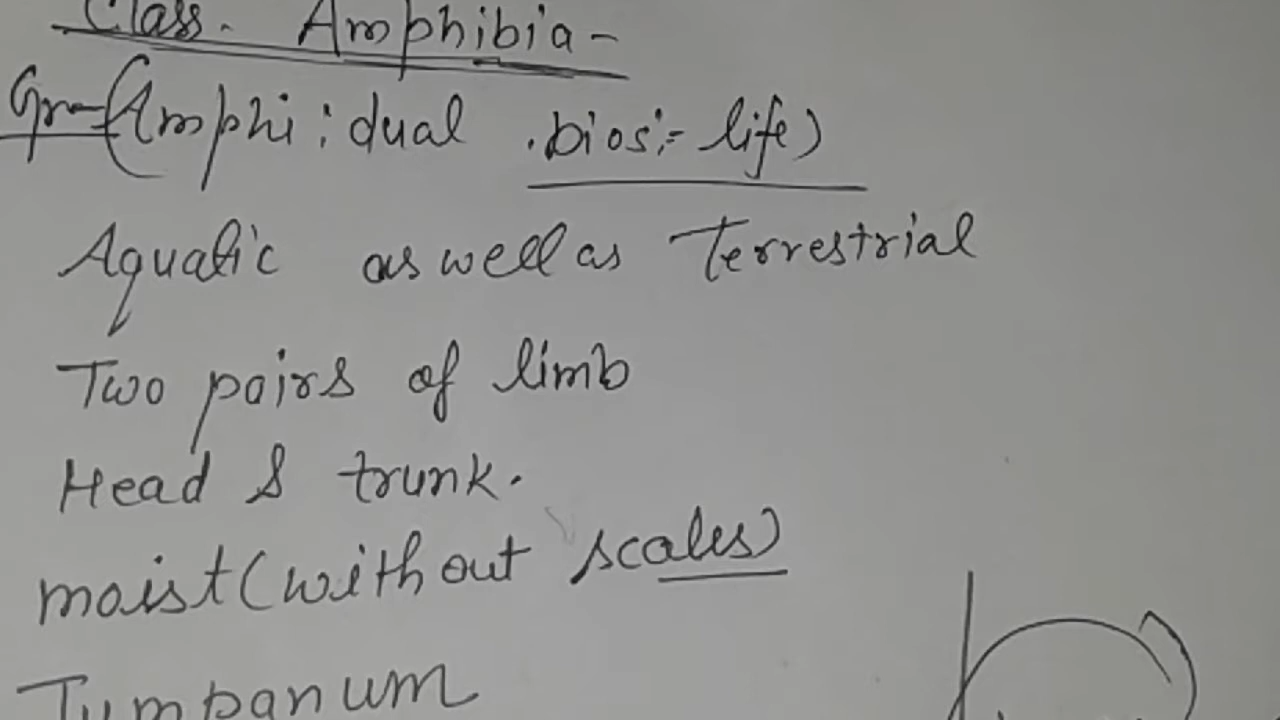 Class. Amphibia-
Gr-(Amphi: dual .bios:- life)
Aquatic as well as Terrestrial
Two pairs of limb
Head & trunk.
moist (without scales)
Tympanum